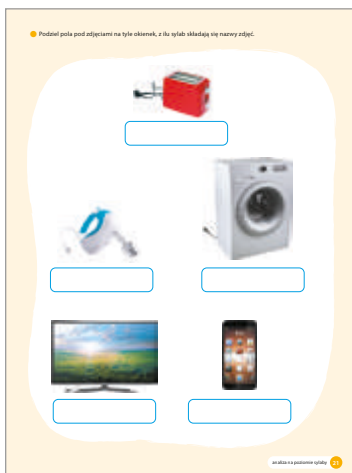 Podziel pola pod zdjęciami na tyle okienek, z ilu sylab składają się nazwy zdjęć.
analiza na poziomie sylaby 21